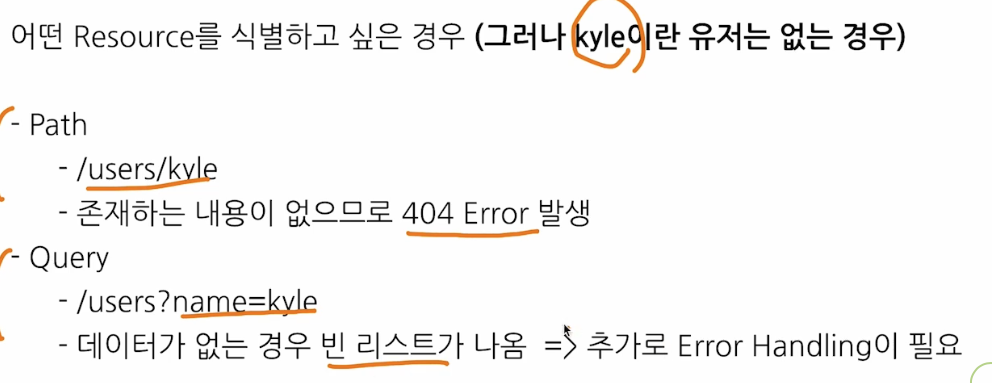 어떤 Resource를 식별하고 싶은 경우 (그러나 kyle이란 유저는 없는 경우)
- Path
- /users/kyle
- 존재하는 내용이 없으므로 404 Error 발생
- Query
- /users?name=kyle
- 데이터가 없는 경우 빈 리스트가 나옴 => 추가로 Error Handling이 필요